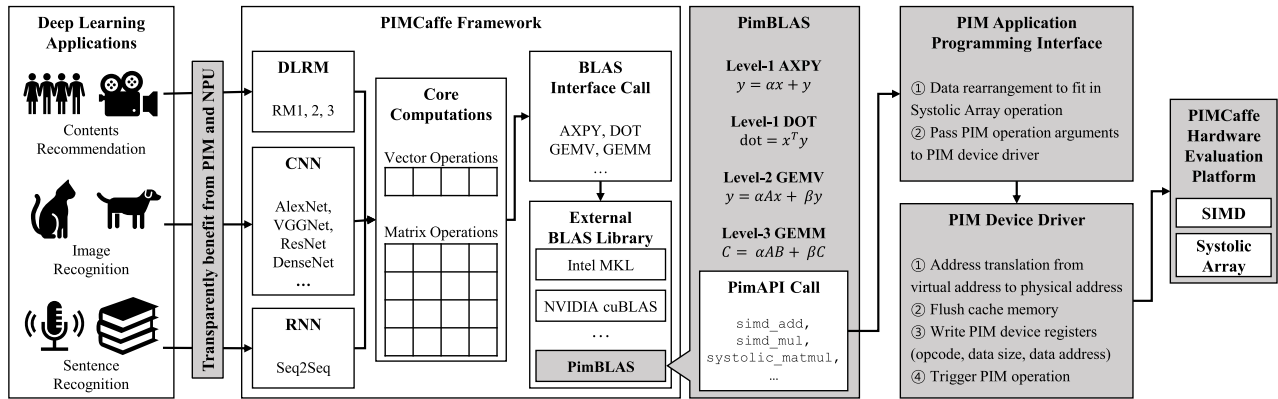 Deep Learning
Applications
Contents
Recommendation
Image
Recognition
Sentence
Recognition
Transparently benefit from PIM and NPU
PIMCaffe Framework
DLRM
RM1, 2, 3
CNN
AlexNet,
VGGNet,
ResNet
DenseNet
...
RNN
Seq2Seq
Core
Computations
Vector Operations
Matrix Operations
BLAS
Interface Call
AXPY, DOT
GEMV, GEMM
...
External
BLAS Library
Intel MKL
NVIDIA cuBLAS
...
PimBLAS
PimBLAS
Level-1 AXPY
y = αx + y
Level-1 DOT
dot = xᵀy
Level-2 GEMV
y = αAx + βy
Level-3 GEMM
C = αAB + βC
PimAPI Call
simd_add,
simd_mul,
systolic_matmul,
...
PIM Application
Programming Interface
① Data rearrangement to fit in
Systolic Array operation
② Pass PIM operation arguments
to PIM device driver
PIM Device Driver
① Address translation from
virtual address to physical address
② Flush cache memory
③ Write PIM device registers
(opcode, data size, data address)
④ Trigger PIM operation
PIMCaffe
Hardware
Evaluation
Platform
SIMD
Systolic
Array